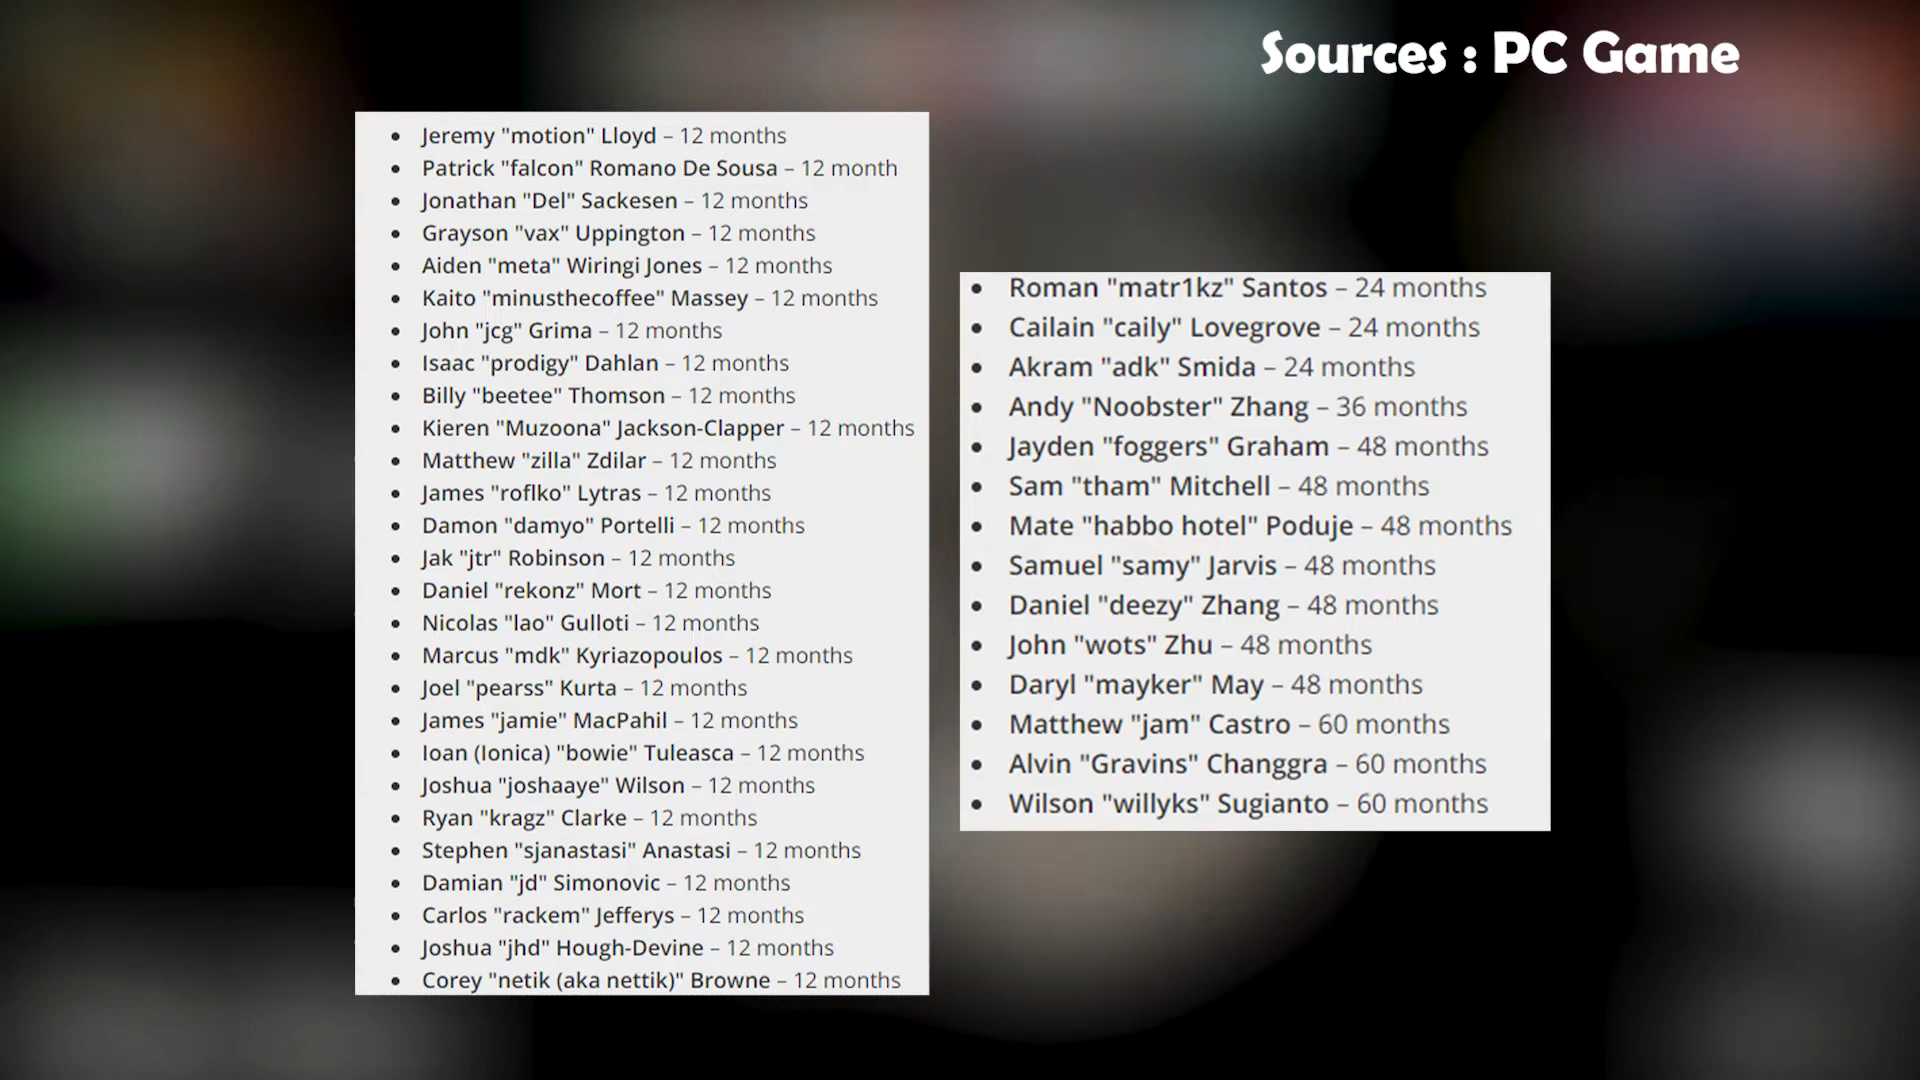 Sources : PC Game
• Jeremy "motion" Lloyd – 12 months
• Patrick "falcon" Romano De Sousa – 12 month
• Jonathan "Del" Sackesen – 12 months
• Grayson "vax" Uppington – 12 months
• Aiden "meta" Wiringi Jones – 12 months
• Kaito "minusthecoffee" Massey – 12 months
• John "jcg" Grima – 12 months
• Isaac "prodigy" Dahlan – 12 months
• Billy "beetee" Thomson – 12 months
• Kieren "Muzoona" Jackson-Clapper – 12 months
• Matthew "zilla" Zdilar – 12 months
• James "roflko" Lytras – 12 months
• Damon "damyo" Portelli – 12 months
• Jak "jtr" Robinson – 12 months
• Daniel "rekonz" Mort – 12 months
• Nicolas "lao" Gulloti – 12 months
• Marcus "mdk" Kyriazopoulos – 12 months
• Joel "pearss" Kurta – 12 months
• James "jamie" MacPahil – 12 months
• Ioan (Ionica) "bowie" Tuleasca – 12 months
• Joshua "joshaaye" Wilson – 12 months
• Ryan "kragz" Clarke – 12 months
• Stephen "sjanastasi" Anastasi – 12 months
• Damian "jd" Simonovic – 12 months
• Carlos "rackem" Jefferys – 12 months
• Joshua "jhd" Hough-Devine – 12 months
• Corey "netik (aka nettik)" Browne – 12 months
• Roman "matr1kz" Santos – 24 months
• Cailain "caily" Lovegrove – 24 months
• Akram "adk" Smida – 24 months
• Andy "Noobster" Zhang – 36 months
• Jayden "foggers" Graham – 48 months
• Sam "tham" Mitchell – 48 months
• Mate "habbo hotel" Poduje – 48 months
• Samuel "samy" Jarvis – 48 months
• Daniel "deezy" Zhang – 48 months
• John "wots" Zhu – 48 months
• Daryl "mayker" May – 48 months
• Matthew "jam" Castro – 60 months
• Alvin "Gravins" Changgra – 60 months
• Wilson "willyks" Sugianto – 60 months